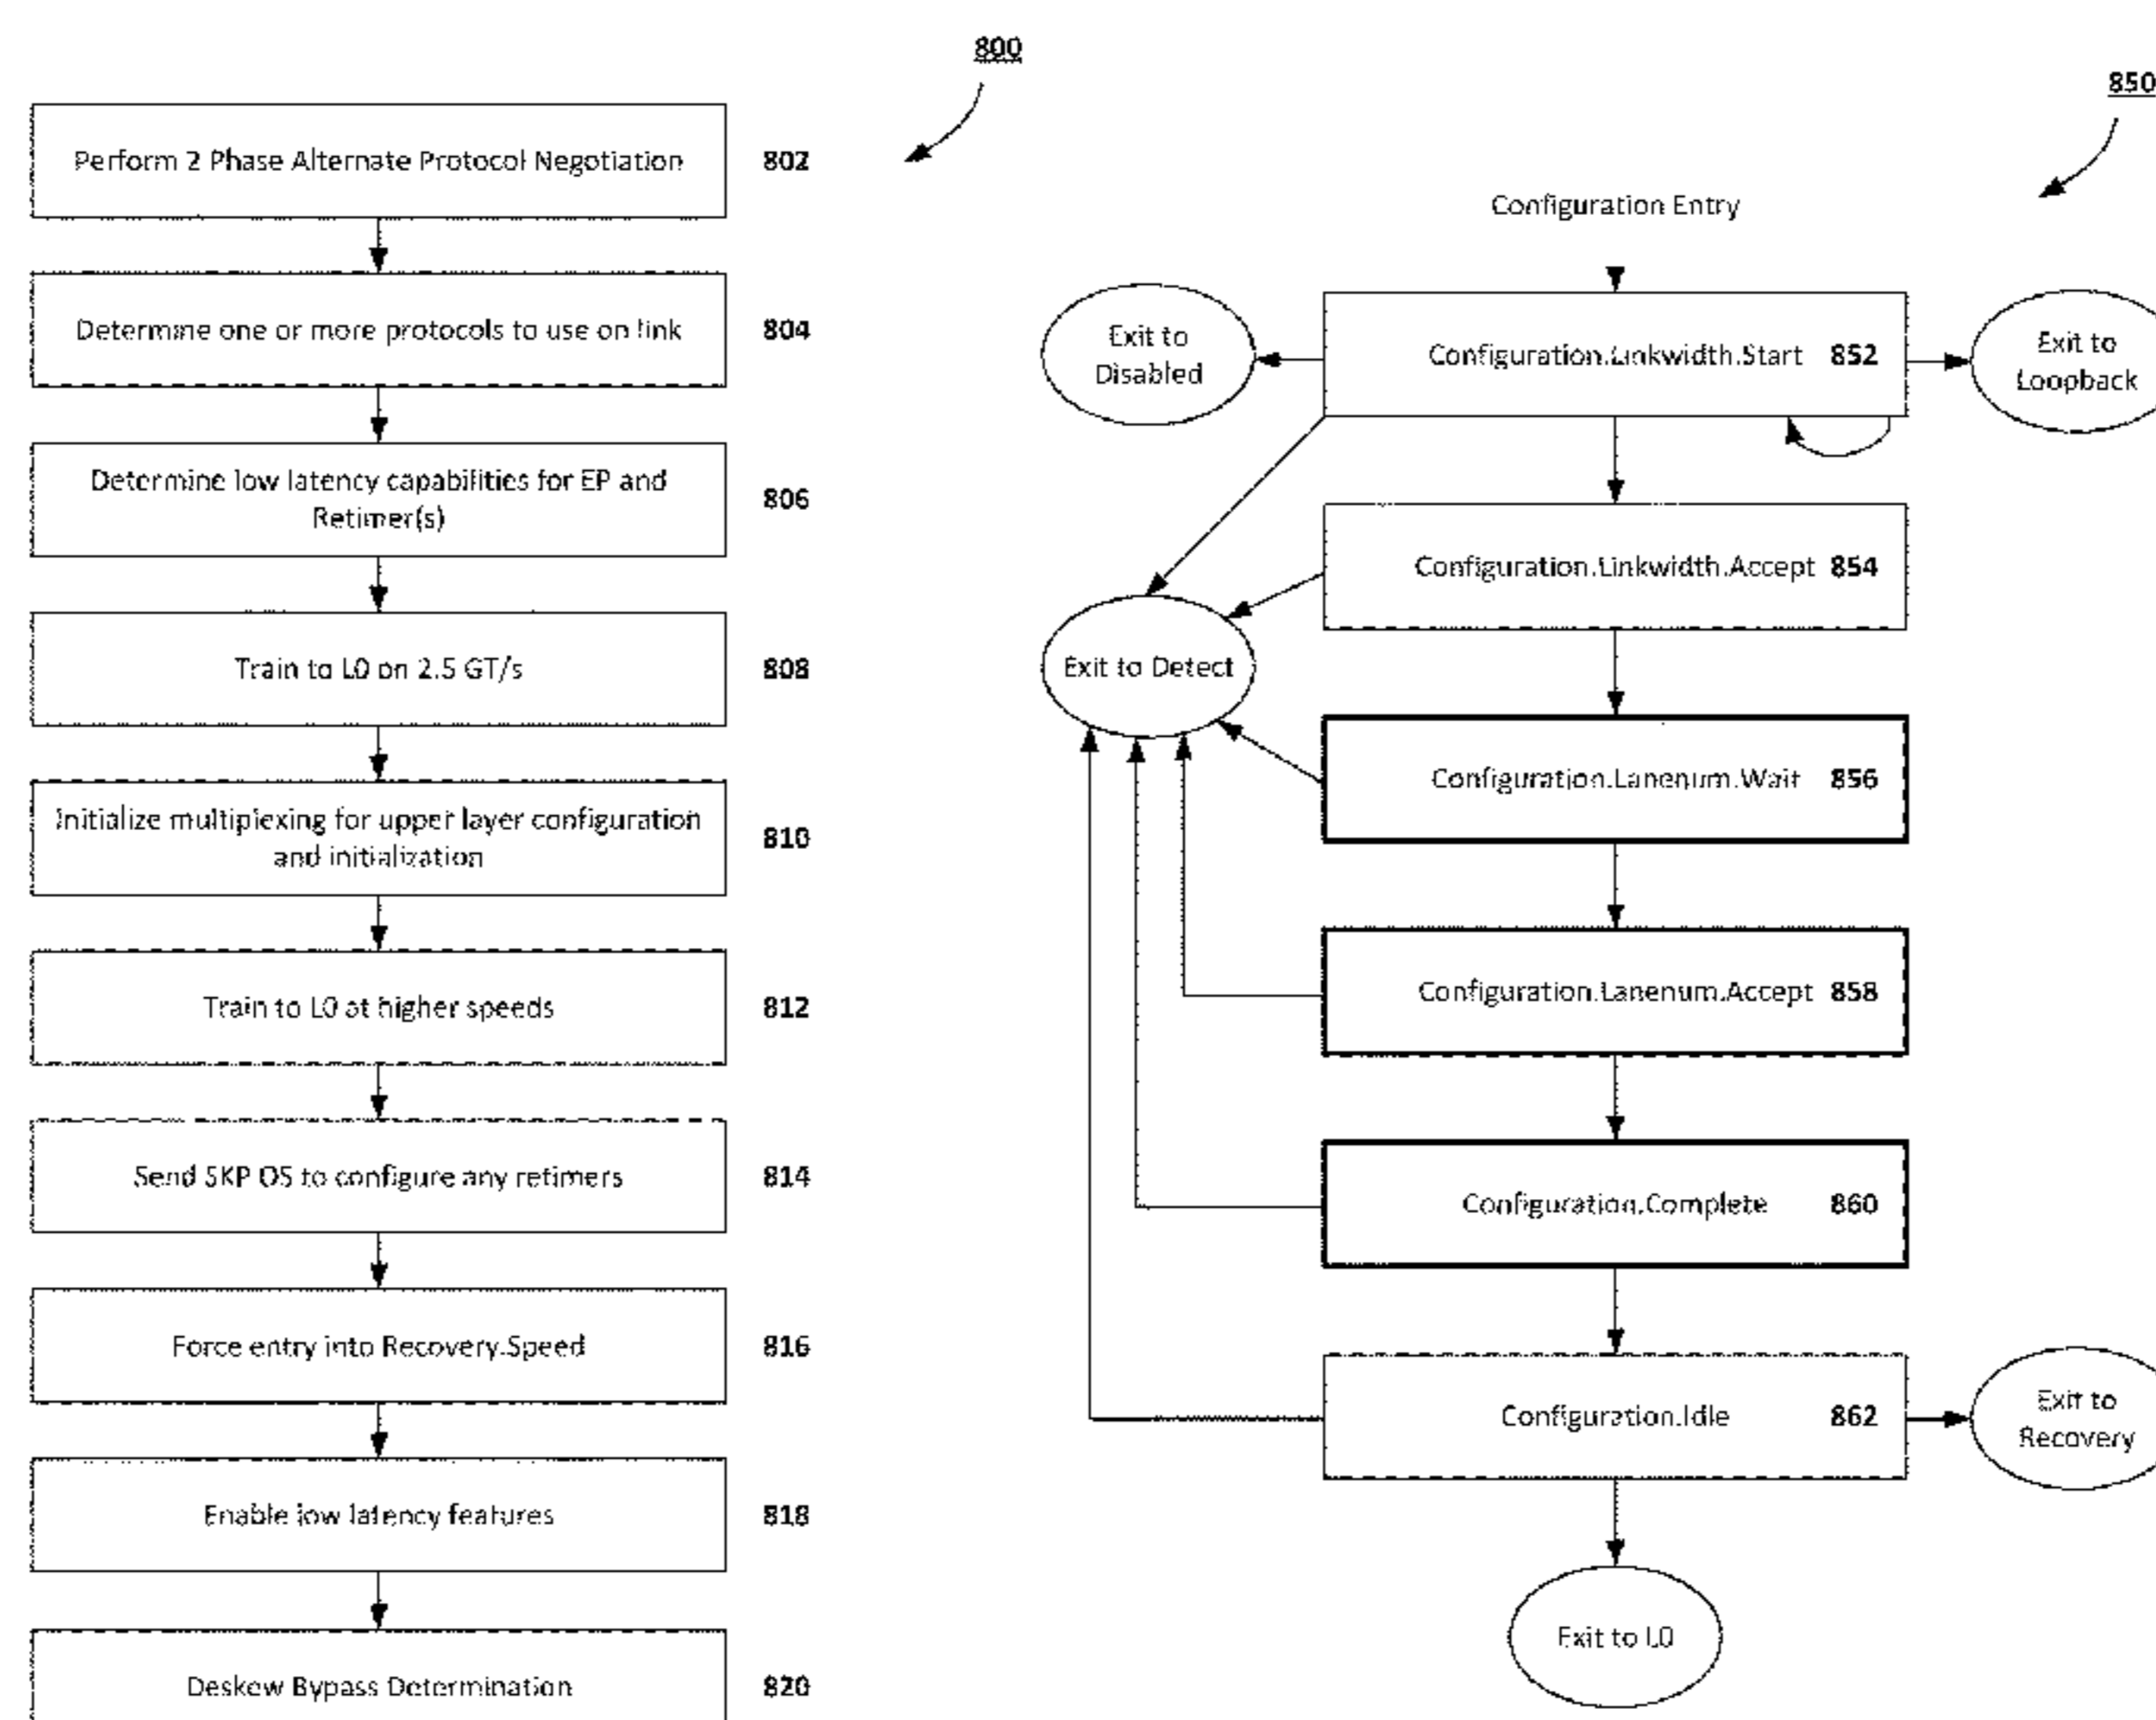 800
Perform 2 Phase Alternate Protocol Negotiation 802
Determine one or more protocols to use on link 804
Determine low latency capabilities for EP and
Retimer(s)
806
Train to L0 on 2.5 GT/s 808
Initialize multiplexing for upper layer configuration
and initialization
810
Train to L0 at higher speeds 812
Send SKP OS to configure any retimers 814
Force entry into Recovery.Speed 816
Enable low latency features 818
Deskew Bypass Determination 820
850
Configuration Entry
Exit to
Disabled
Configuration.Linkwidth.Start 852
Exit to
Loopback
Configuration.Linkwidth.Accept 854
Exit to Detect
Configuration.Lanenum.Wait 856
Configuration.Lanenum.Accept 858
Configuration.Complete 860
Configuration.Idle 862
Exit to
Recovery
Exit to L0